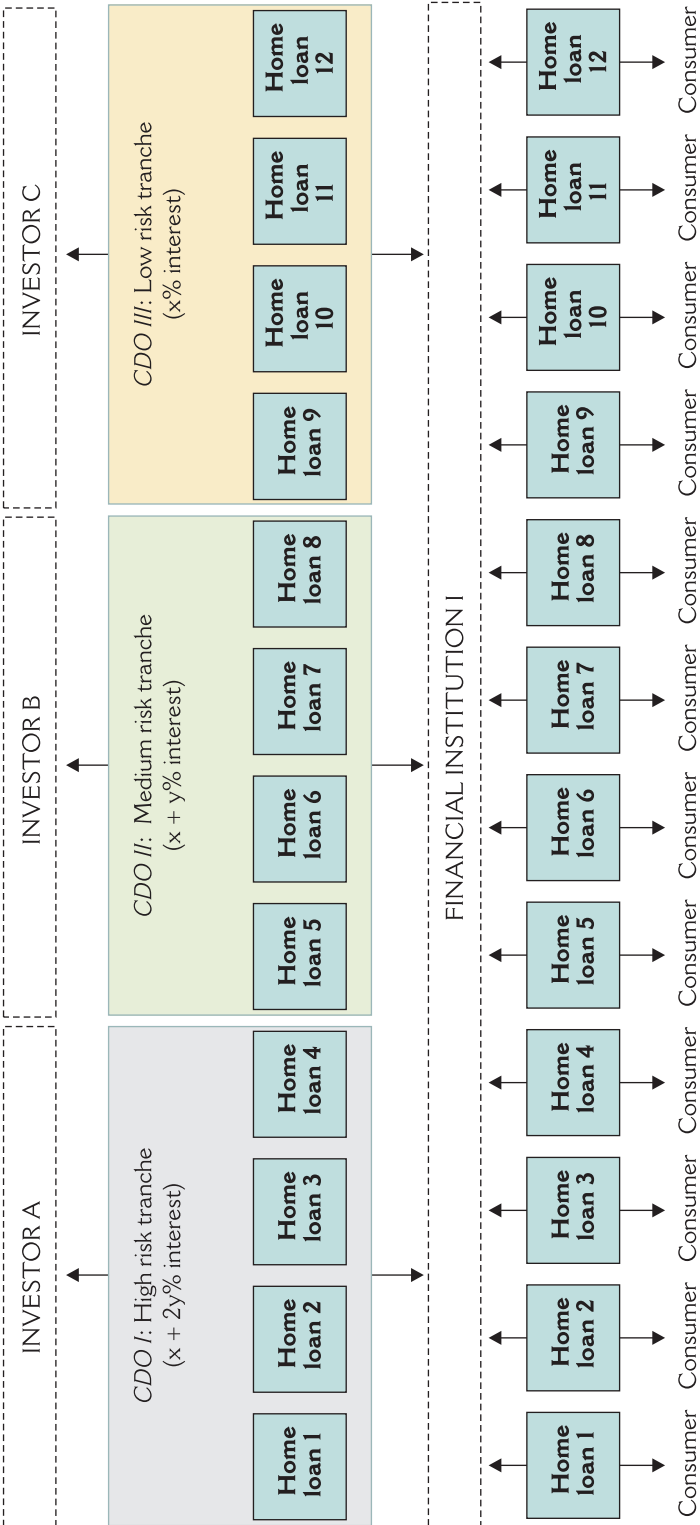 INVESTOR A
INVESTOR B
INVESTOR C
CDO I: High risk tranche
(x + 2y% interest)
CDO II: Medium risk tranche
(x + y% interest)
CDO III: Low risk tranche
(x% interest)
Home
loan 1
Home
loan 2
Home
loan 3
Home
loan 4
Home
loan 5
Home
loan 6
Home
loan 7
Home
loan 8
Home
loan 9
Home
loan
10
Home
loan
11
Home
loan
12
FINANCIAL INSTITUTION I
Home
loan 1
Home
loan 2
Home
loan 3
Home
loan 4
Home
loan 5
Home
loan 6
Home
loan 7
Home
loan 8
Home
loan 9
Home
loan
10
Home
loan
11
Home
loan
12
Consumer
Consumer
Consumer
Consumer
Consumer
Consumer
Consumer
Consumer
Consumer
Consumer
Consumer
Consumer